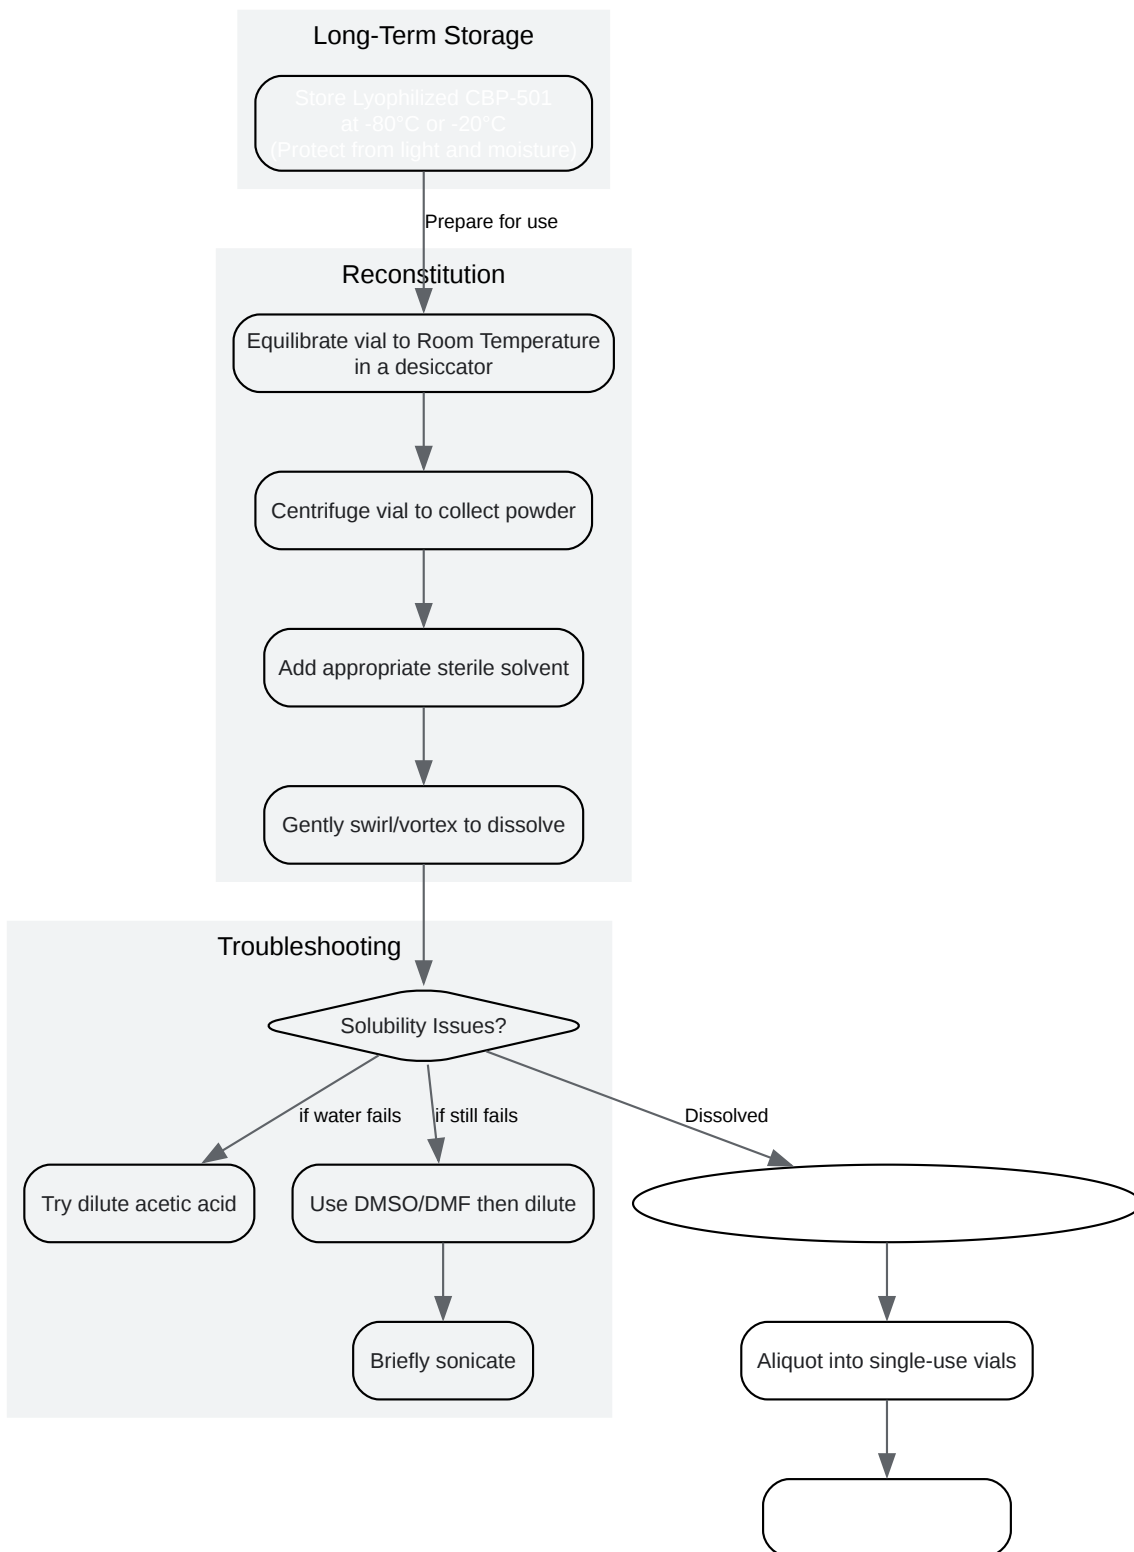 Long-Term Storage
Store Lyophilized CBP-501
at -80°C or -20°C
(Protect from light and moisture)
Prepare for use
Reconstitution
Equilibrate vial to Room Temperature
in a desiccator
Centrifuge vial to collect powder
Add appropriate sterile solvent
Gently swirl/vortex to dissolve
Troubleshooting
Solubility Issues?
if water fails
if still fails
Dissolved
Try dilute acetic acid
Use DMSO/DMF then dilute
Briefly sonicate
Aliquot into single-use vials